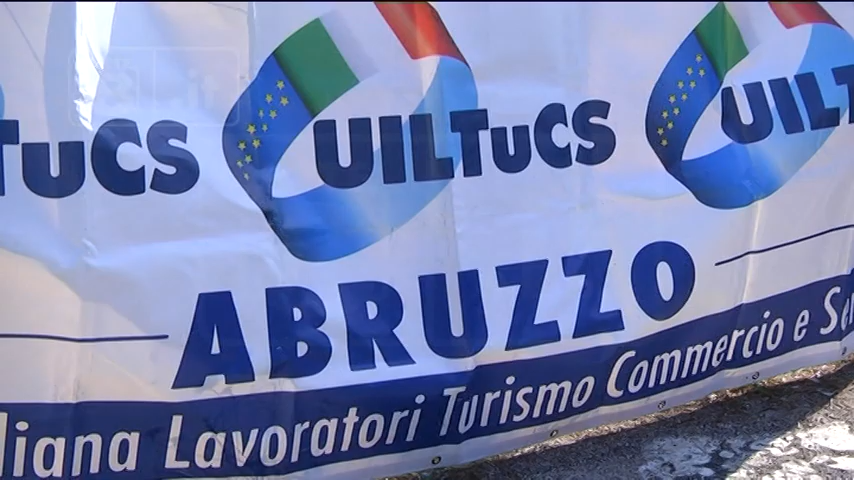 TuCS UILTuCS UILT
ABRUZZO
liana Lavoratori Turismo Commercio e Se